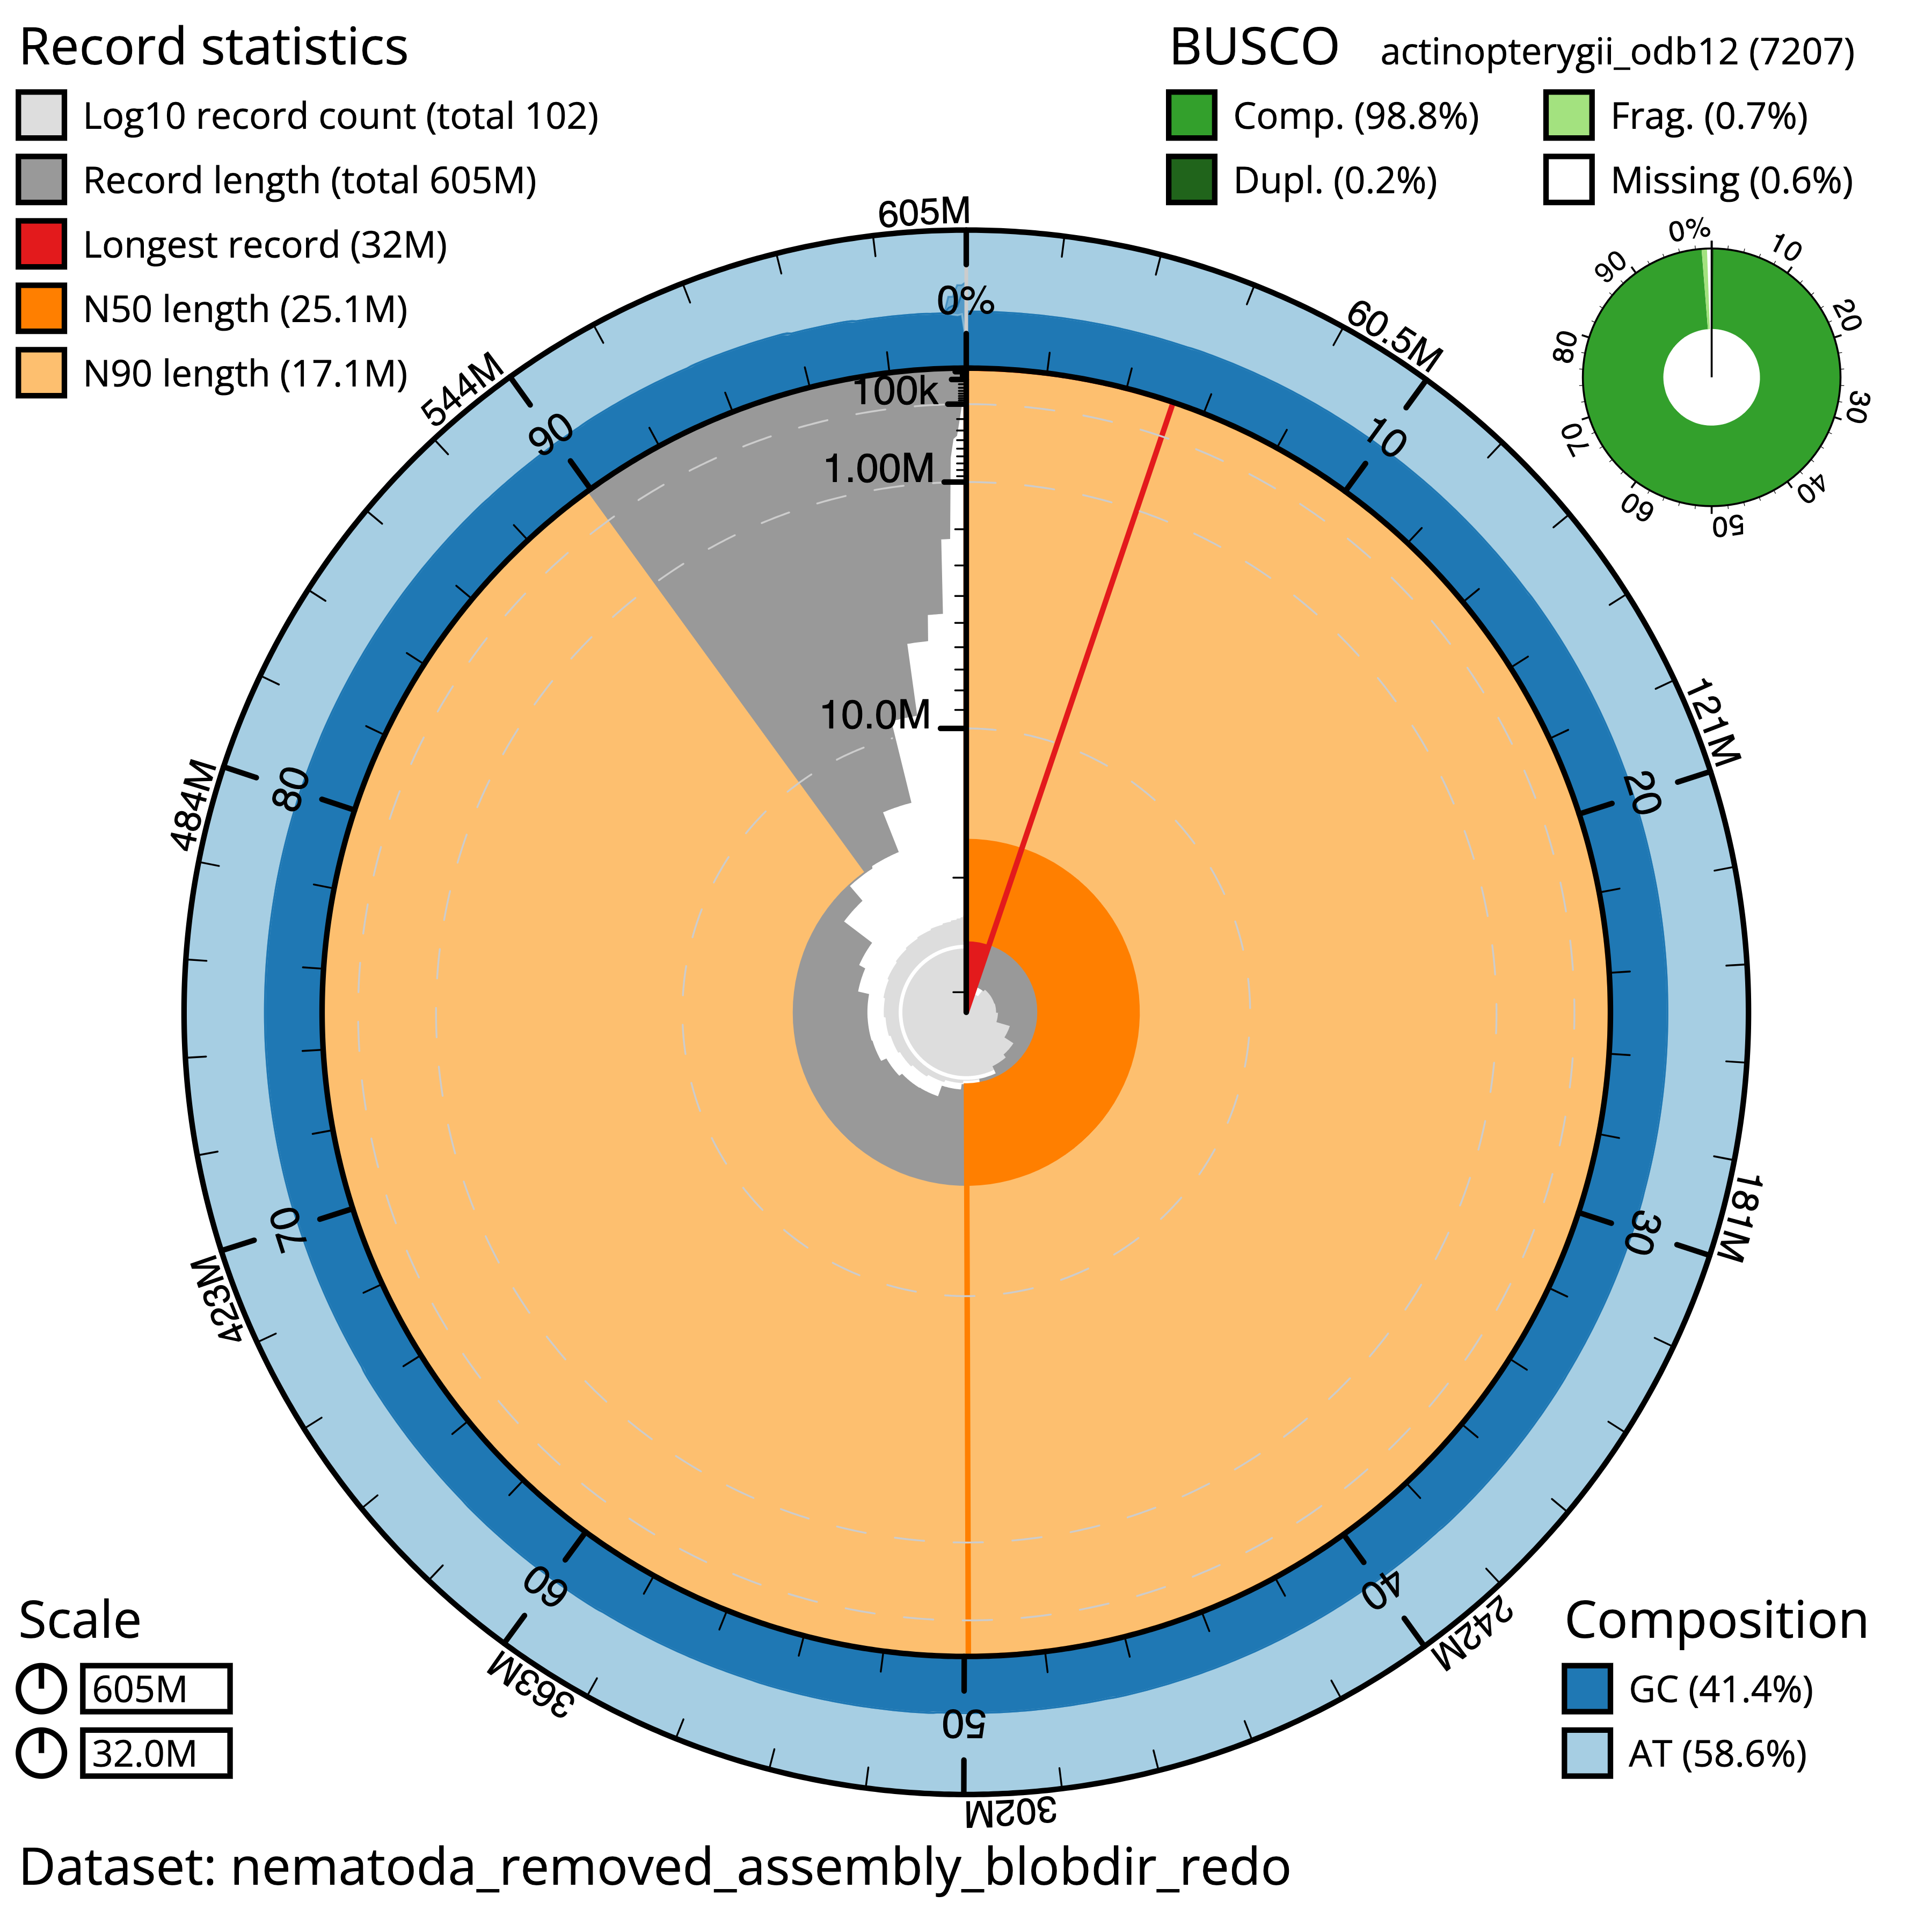 Record statistics
Log10 record count (total 102)
Record length (total 605M)
Longest record (32M)
N50 length (25.1M)
N90 length (17.1M)
BUSCO actinopterygii_odb12 (7207)
Comp. (98.8%)
Frag. (0.7%)
Dupl. (0.2%)
Missing (0.6%)
0%
10
20
30
40
50
60
70
80
90
605M
60.5M
121M
181M
242M
302M
363M
423M
484M
544M
0%
10
20
30
40
50
60
70
80
90
100k
1.00M
10.0M
Scale
605M
32.0M
Composition
GC (41.4%)
AT (58.6%)
Dataset: nematoda_removed_assembly_blobdir_redo